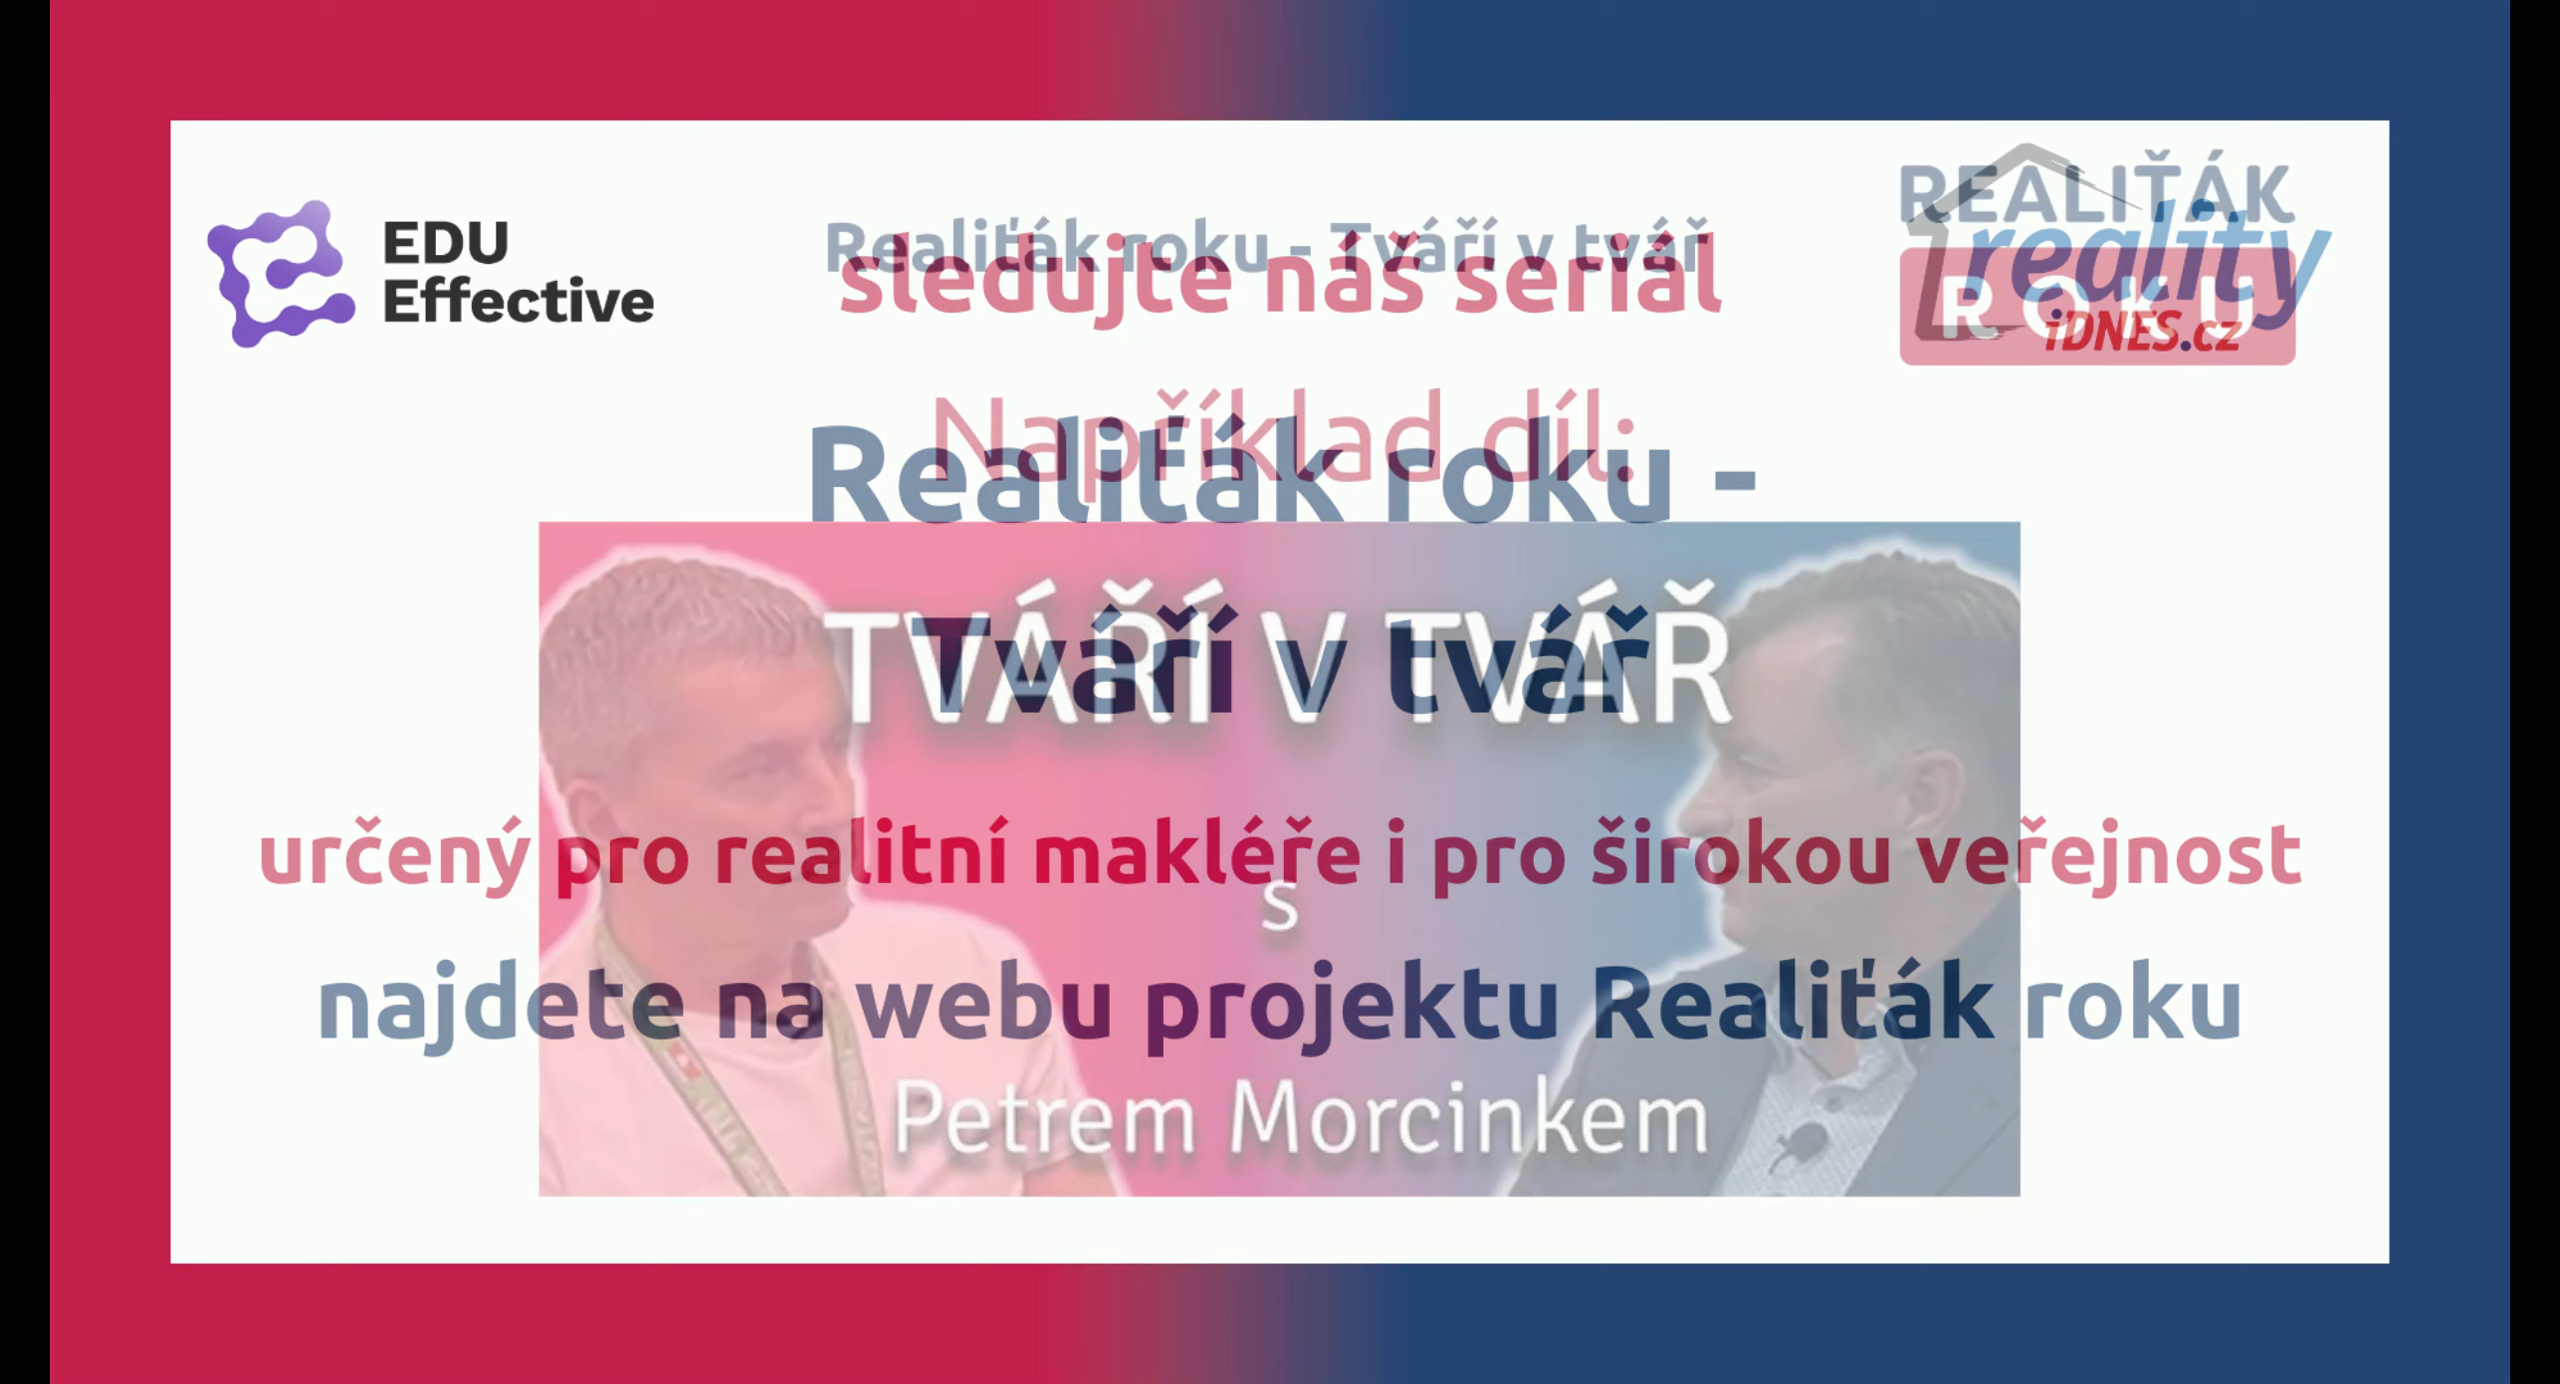 EDU
Effective
Realiťák roku - Tváří v tvář
sledujte náš seriál
REALIŤÁK
reality
ROKU
iDNES.cz
Například díl:
Realiťák roku -
TVÁŘÍ V TVÁŘ
Tváří v tvář
určený pro realitní makléře i pro širokou veřejnost
s
najdete na webu projektu Realiťák roku
Petrem Morcinkem